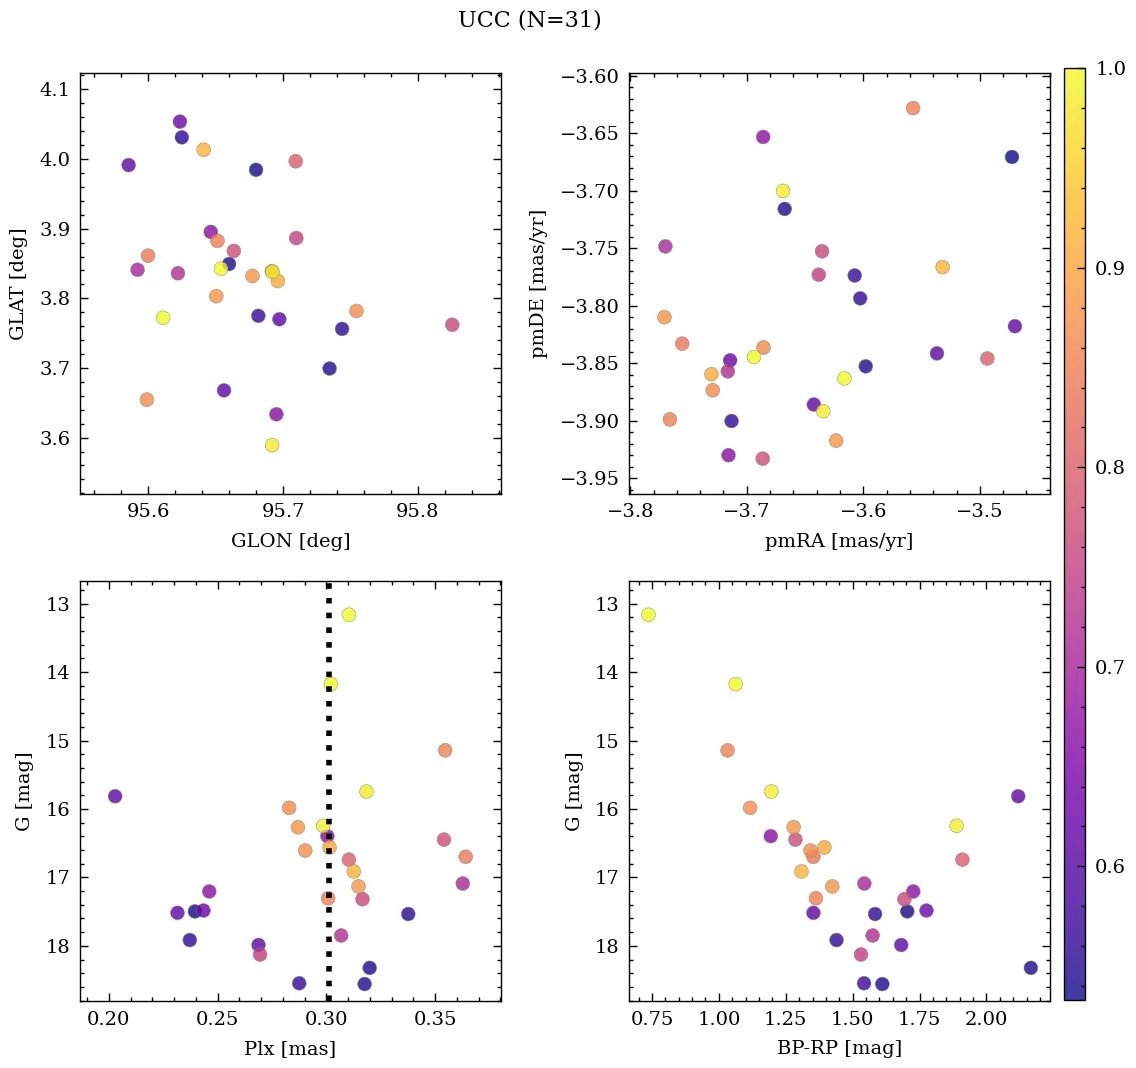 UCC (N=31)
4.1
4.0
3.9
3.8
3.7
3.6
GLAT [deg]
95.6 95.7 95.8
GLON [deg]
−3.60
−3.65
−3.70
−3.75
−3.80
−3.85
−3.90
−3.95
pmDE [mas/yr]
−3.8 −3.7 −3.6 −3.5
pmRA [mas/yr]
13
14
15
16
17
18
G [mag]
0.20 0.25 0.30 0.35
Plx [mas]
13
14
15
16
17
18
G [mag]
0.75 1.00 1.25 1.50 1.75 2.00
BP-RP [mag]
1.0
0.9
0.8
0.7
0.6